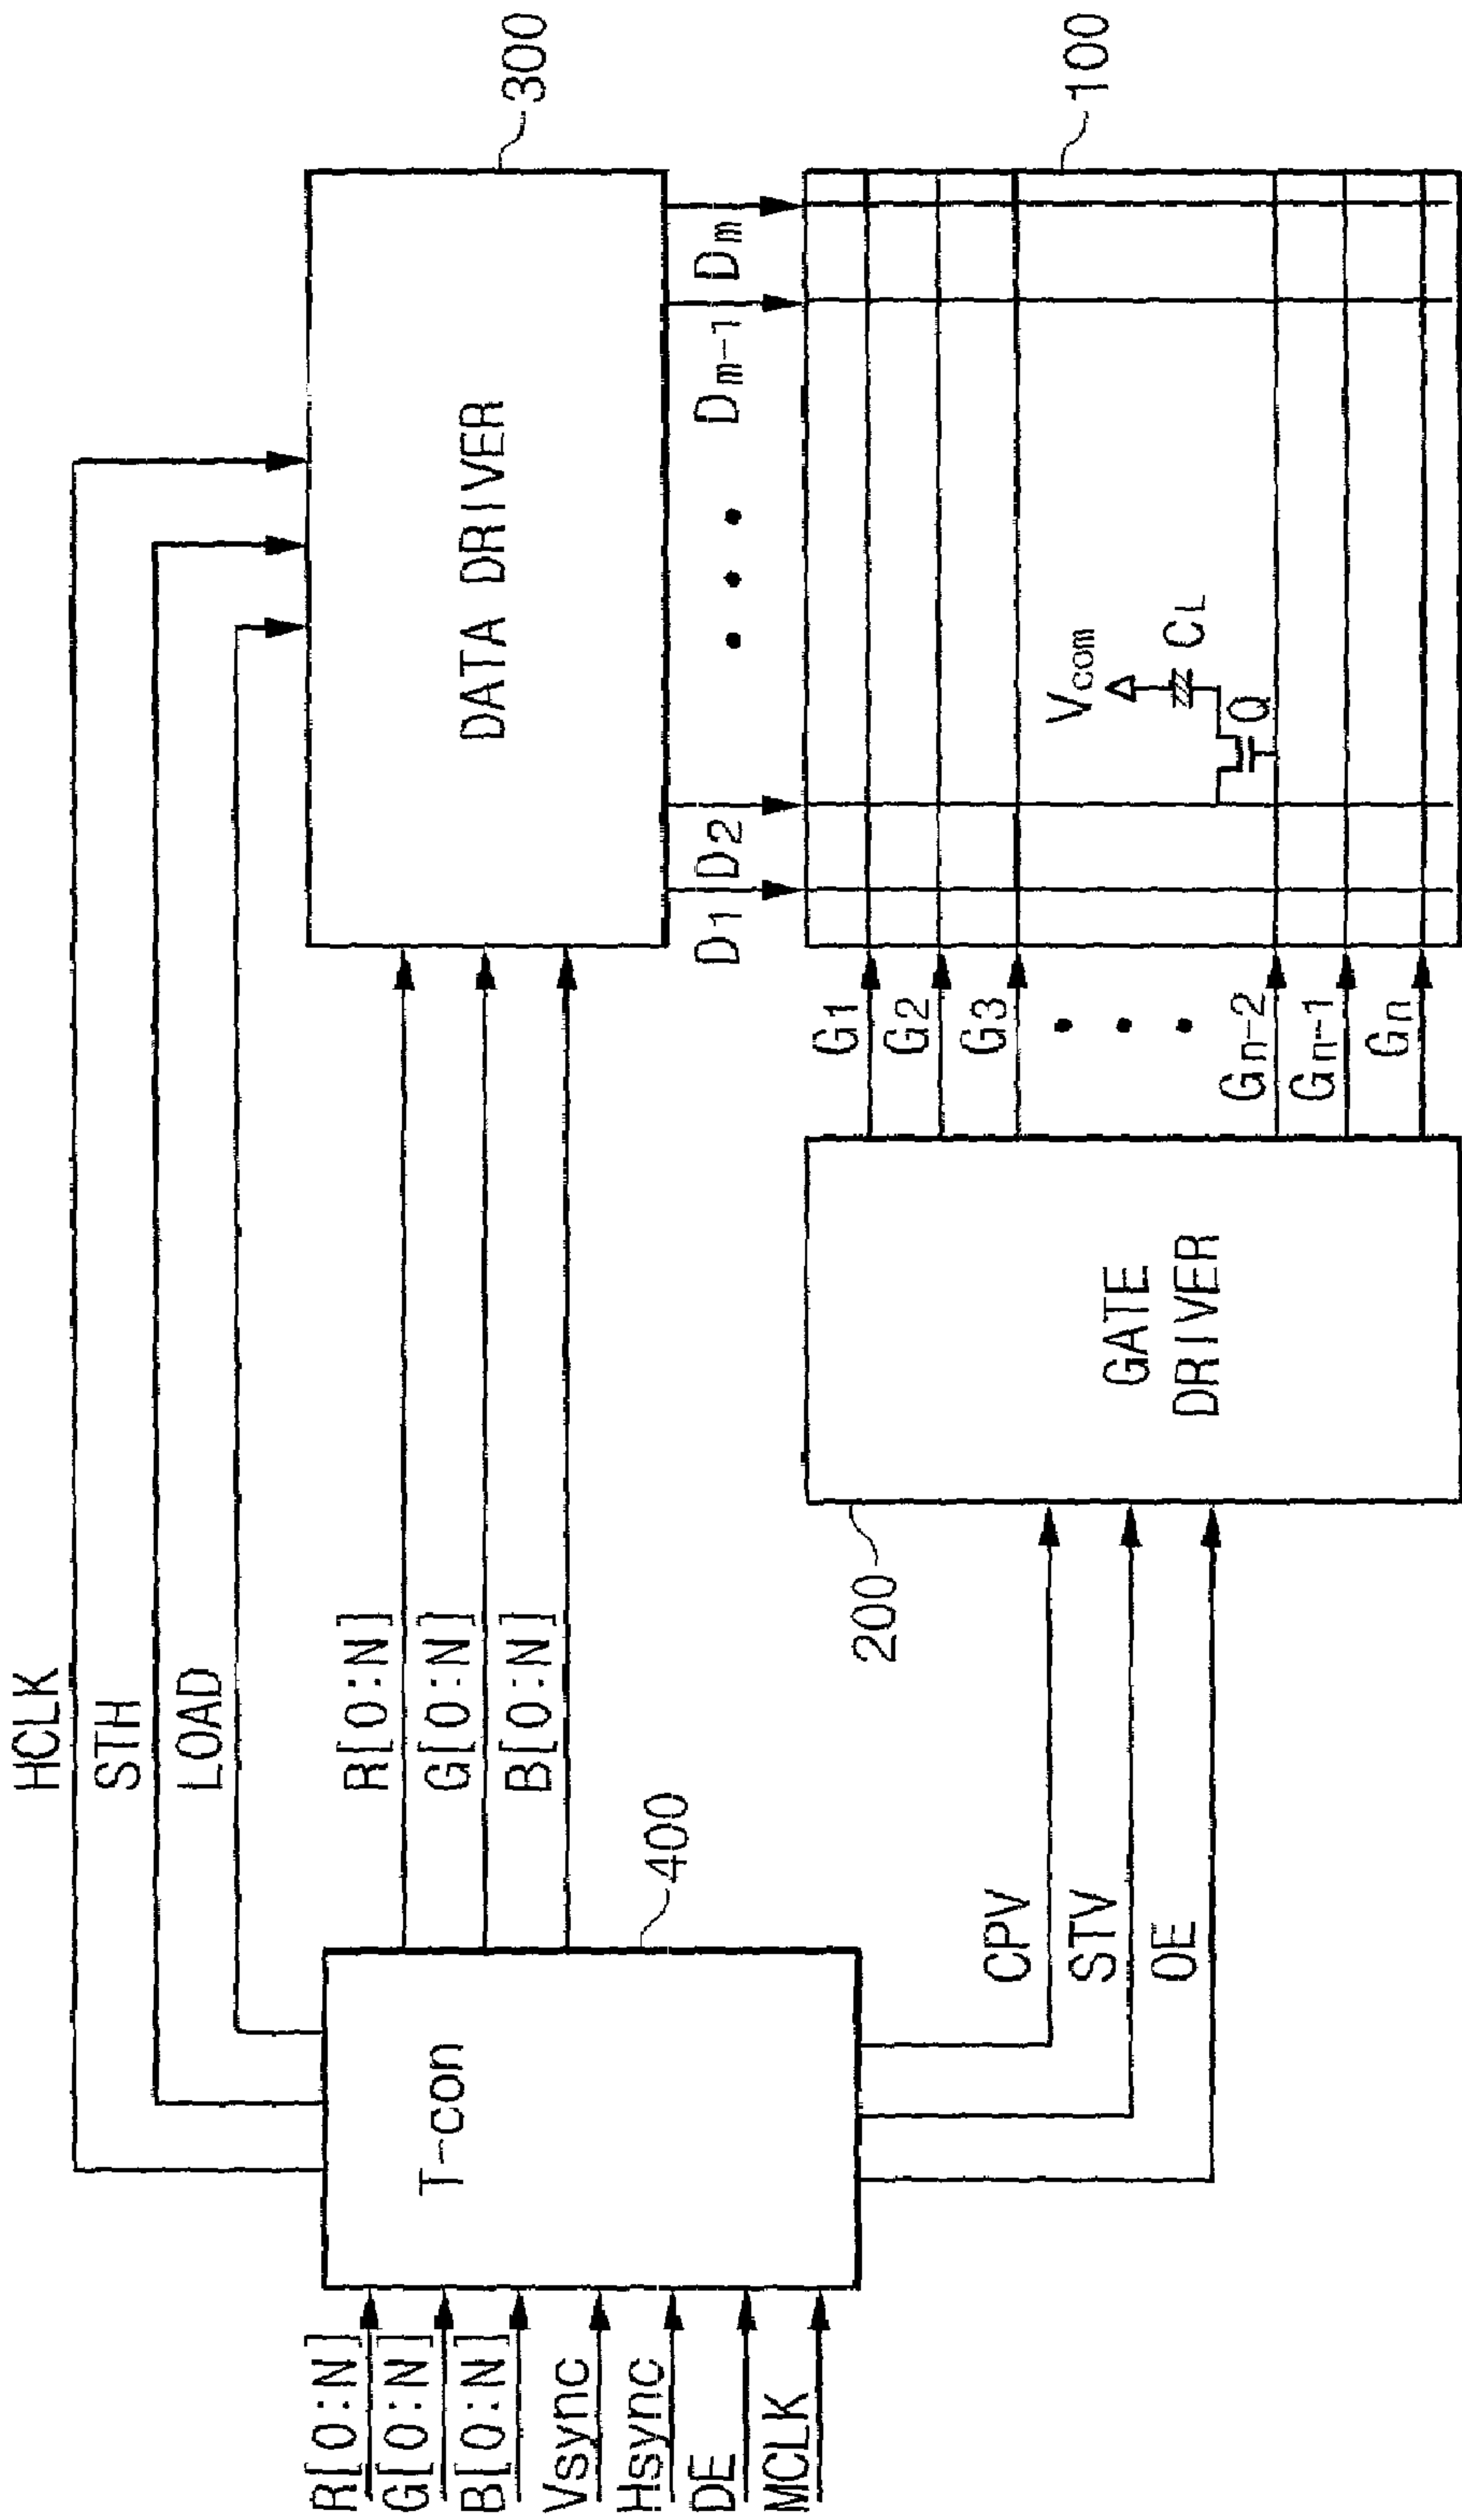 HCLK
STH
LOAD
R[0:N]
G[0:N]
B[0:N]
Vsync
Hsync
DE
MCLK
T-con
400
R[0:N]
G[0:N]
B[0:N]
DATA DRIVER
300
CPV
STV
OE
200
GATE
DRIVER
D1
D2
Dm-1
Dm
G1
G2
G3
Gn-2
Gn-1
Gn
Vcom
CL
Q
100